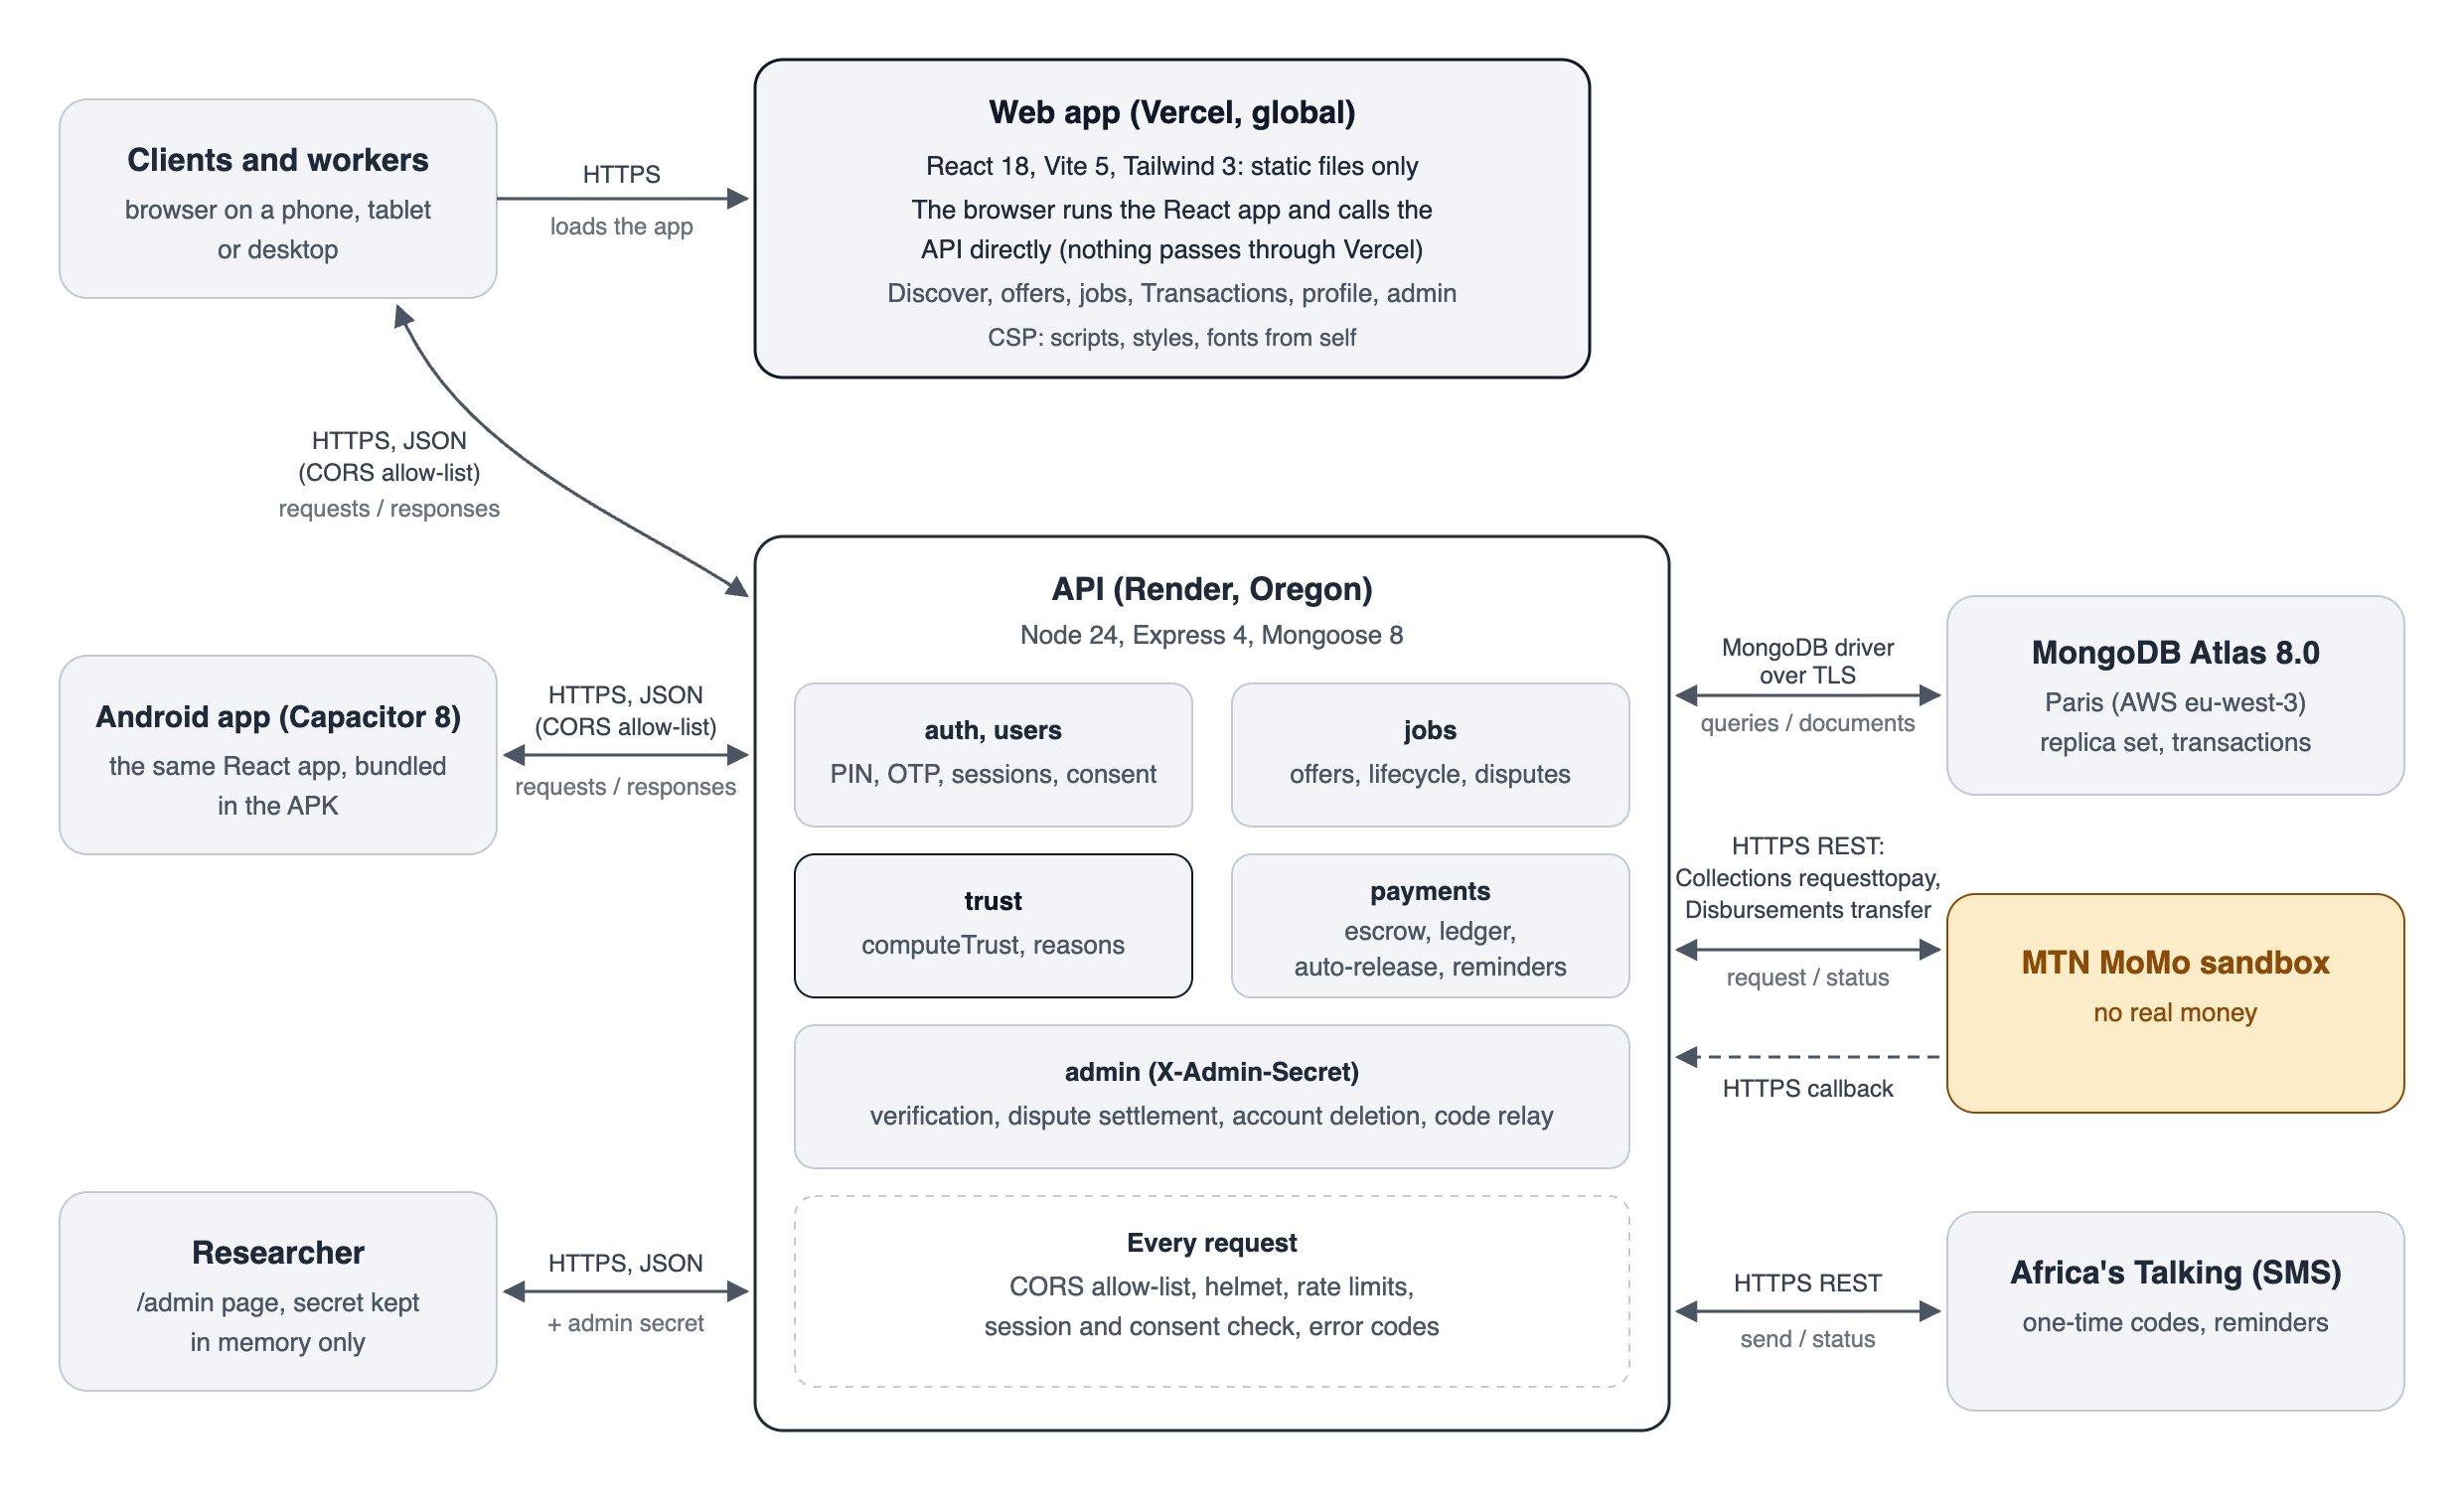 Clients and workers
browser on a phone, tablet
or desktop
HTTPS
loads the app
Web app (Vercel, global)
React 18, Vite 5, Tailwind 3: static files only
The browser runs the React app and calls the
API directly (nothing passes through Vercel)
Discover, offers, jobs, Transactions, profile, admin
CSP: scripts, styles, fonts from self
HTTPS, JSON
(CORS allow-list)
requests / responses
Android app (Capacitor 8)
the same React app, bundled
in the APK
HTTPS, JSON
(CORS allow-list)
requests / responses
Researcher
/admin page, secret kept
in memory only
HTTPS, JSON
+ admin secret
API (Render, Oregon)
Node 24, Express 4, Mongoose 8
auth, users
PIN, OTP, sessions, consent
jobs
offers, lifecycle, disputes
trust
computeTrust, reasons
payments
escrow, ledger,
auto-release, reminders
admin (X-Admin-Secret)
verification, dispute settlement, account deletion, code relay
Every request
CORS allow-list, helmet, rate limits,
session and consent check, error codes
MongoDB driver
over TLS
queries / documents
MongoDB Atlas 8.0
Paris (AWS eu-west-3)
replica set, transactions
HTTPS REST:
Collections requesttopay,
Disbursements transfer
request / status
HTTPS callback
MTN MoMo sandbox
no real money
HTTPS REST
send / status
Africa's Talking (SMS)
one-time codes, reminders